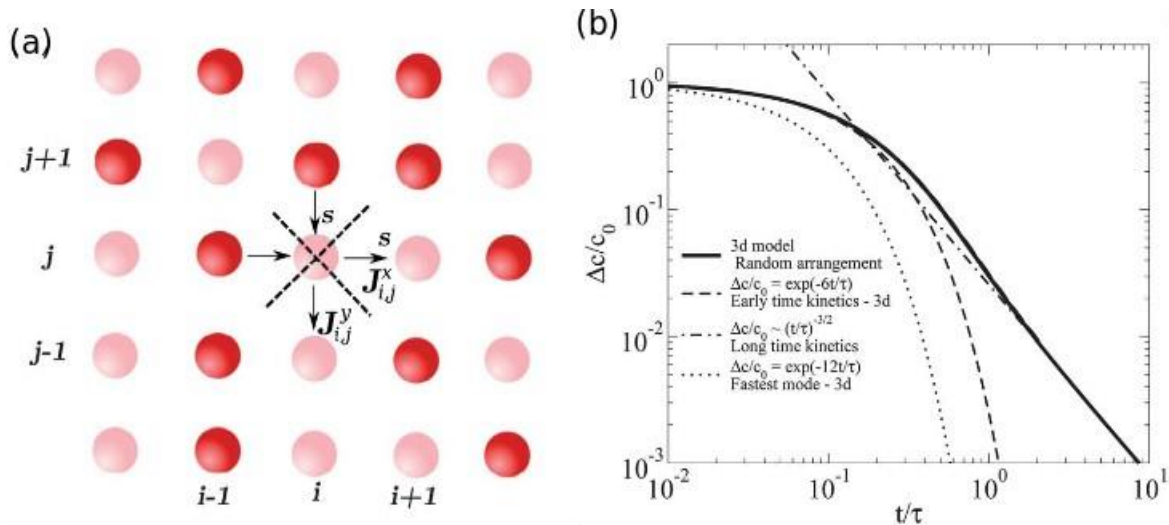 (a)
j+1
s
j
s
J^x_{i,j}
J^y_{i,j}
j-1
i-1 i i+1
(b)
Δc/c_0
10^0
10^-1
10^-2
10^-3
3d model
Random arrangement
Δc/c_0 = exp(-6t/τ)
Early time kinetics - 3d
Δc/c_0 ~ (t/τ)^-3/2
Long time kinetics
Δc/c_0 = exp(-12t/τ)
Fastest mode - 3d
10^-2 10^-1 10^0 10^1
t/τ